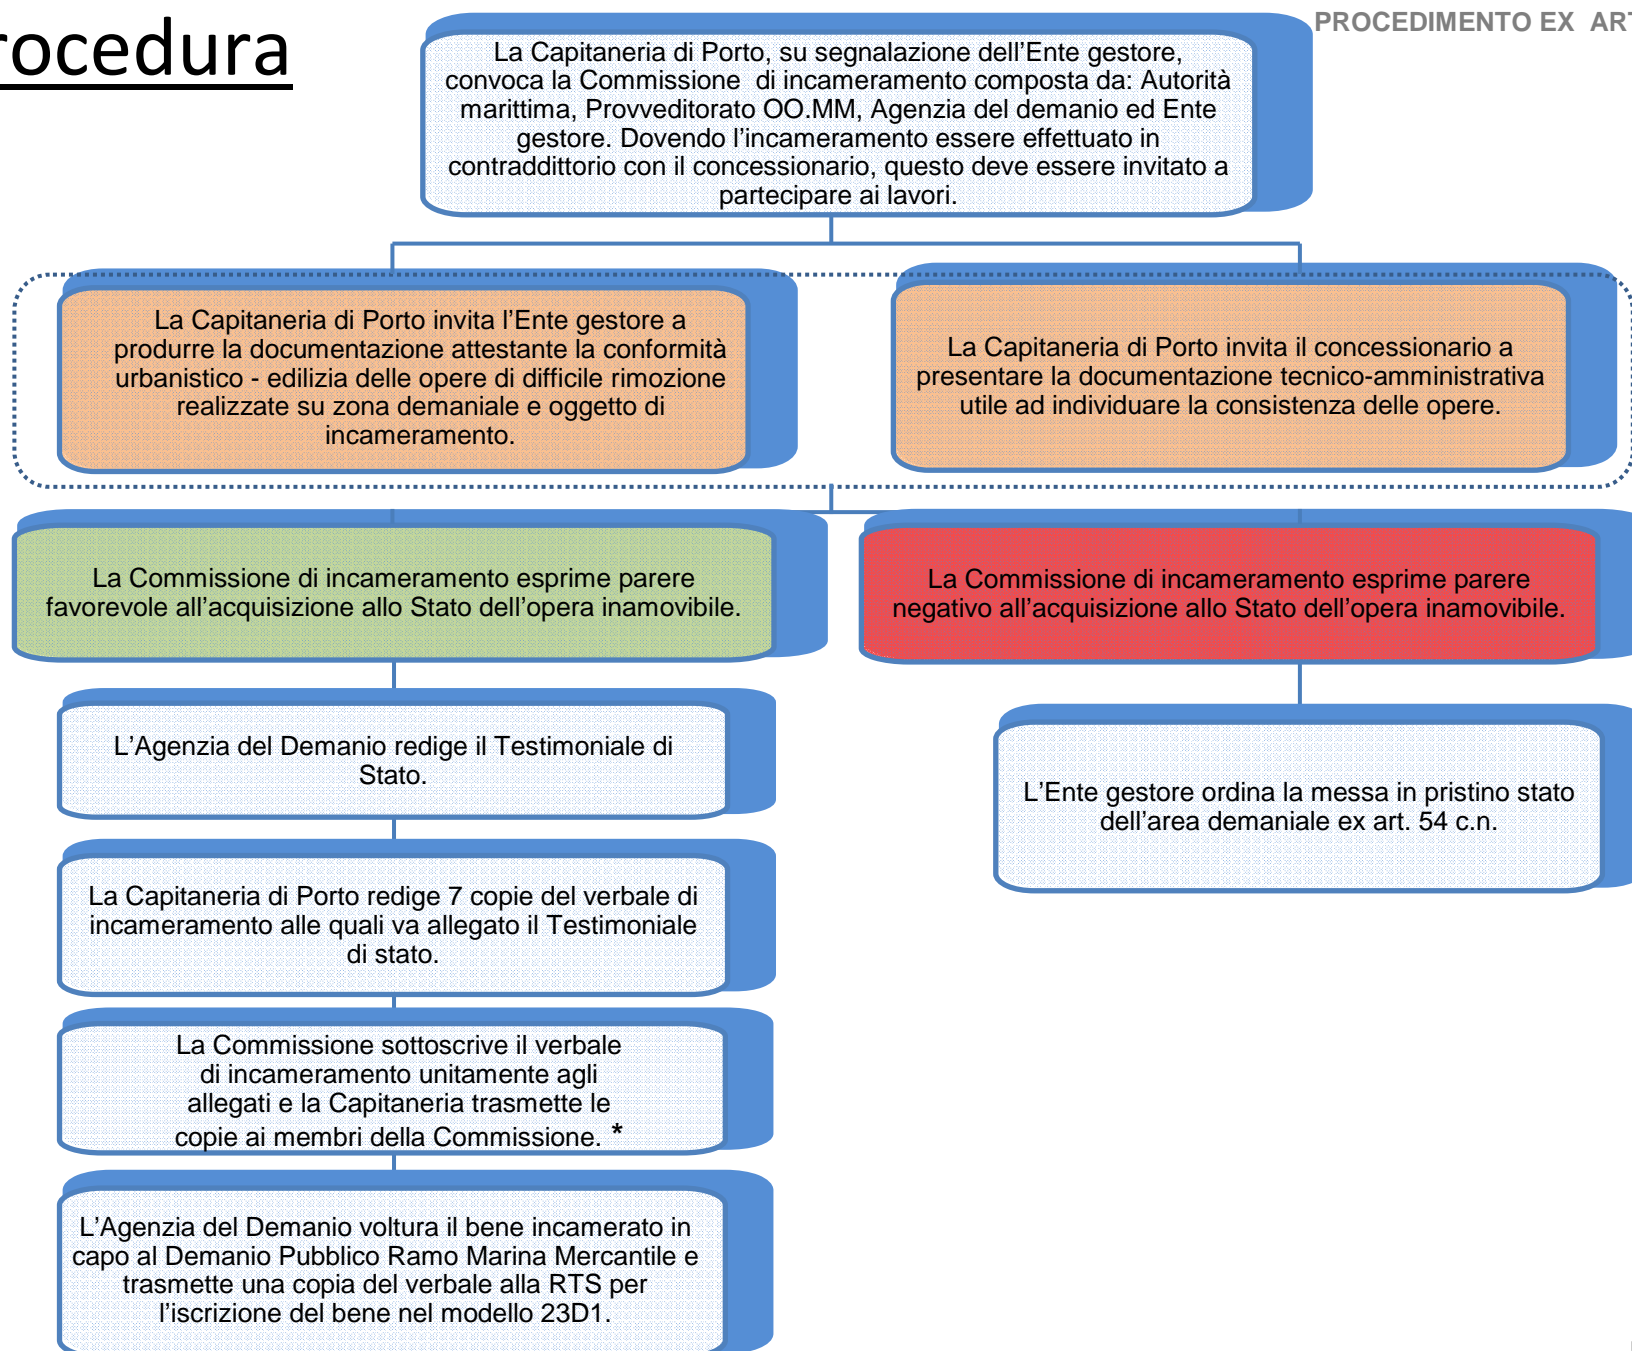 rocedura
PROCEDIMENTO EX ART
La Capitaneria di Porto, su segnalazione dell’Ente gestore,
convoca la Commissione di incameramento composta da: Autorità
marittima, Provveditorato OO.MM, Agenzia del demanio ed Ente
gestore. Dovendo l’incameramento essere effettuato in
contraddittorio con il concessionario, questo deve essere invitato a
partecipare ai lavori.
La Capitaneria di Porto invita l’Ente gestore a
produrre la documentazione attestante la conformità
urbanistico - edilizia delle opere di difficile rimozione
realizzate su zona demaniale e oggetto di
incameramento.
La Capitaneria di Porto invita il concessionario a
presentare la documentazione tecnico-amministrativa
utile ad individuare la consistenza delle opere.
La Commissione di incameramento esprime parere
favorevole all’acquisizione allo Stato dell’opera inamovibile.
La Commissione di incameramento esprime parere
negativo all’acquisizione allo Stato dell’opera inamovibile.
L’Agenzia del Demanio redige il Testimoniale di
Stato.
L’Ente gestore ordina la messa in pristino stato
dell’area demaniale ex art. 54 c.n.
La Capitaneria di Porto redige 7 copie del verbale di
incameramento alle quali va allegato il Testimoniale
di stato.
La Commissione sottoscrive il verbale
di incameramento unitamente agli
allegati e la Capitaneria trasmette le
copie ai membri della Commissione. *
L’Agenzia del Demanio voltura il bene incamerato in
capo al Demanio Pubblico Ramo Marina Mercantile e
trasmette una copia del verbale alla RTS per
l’iscrizione del bene nel modello 23D1.